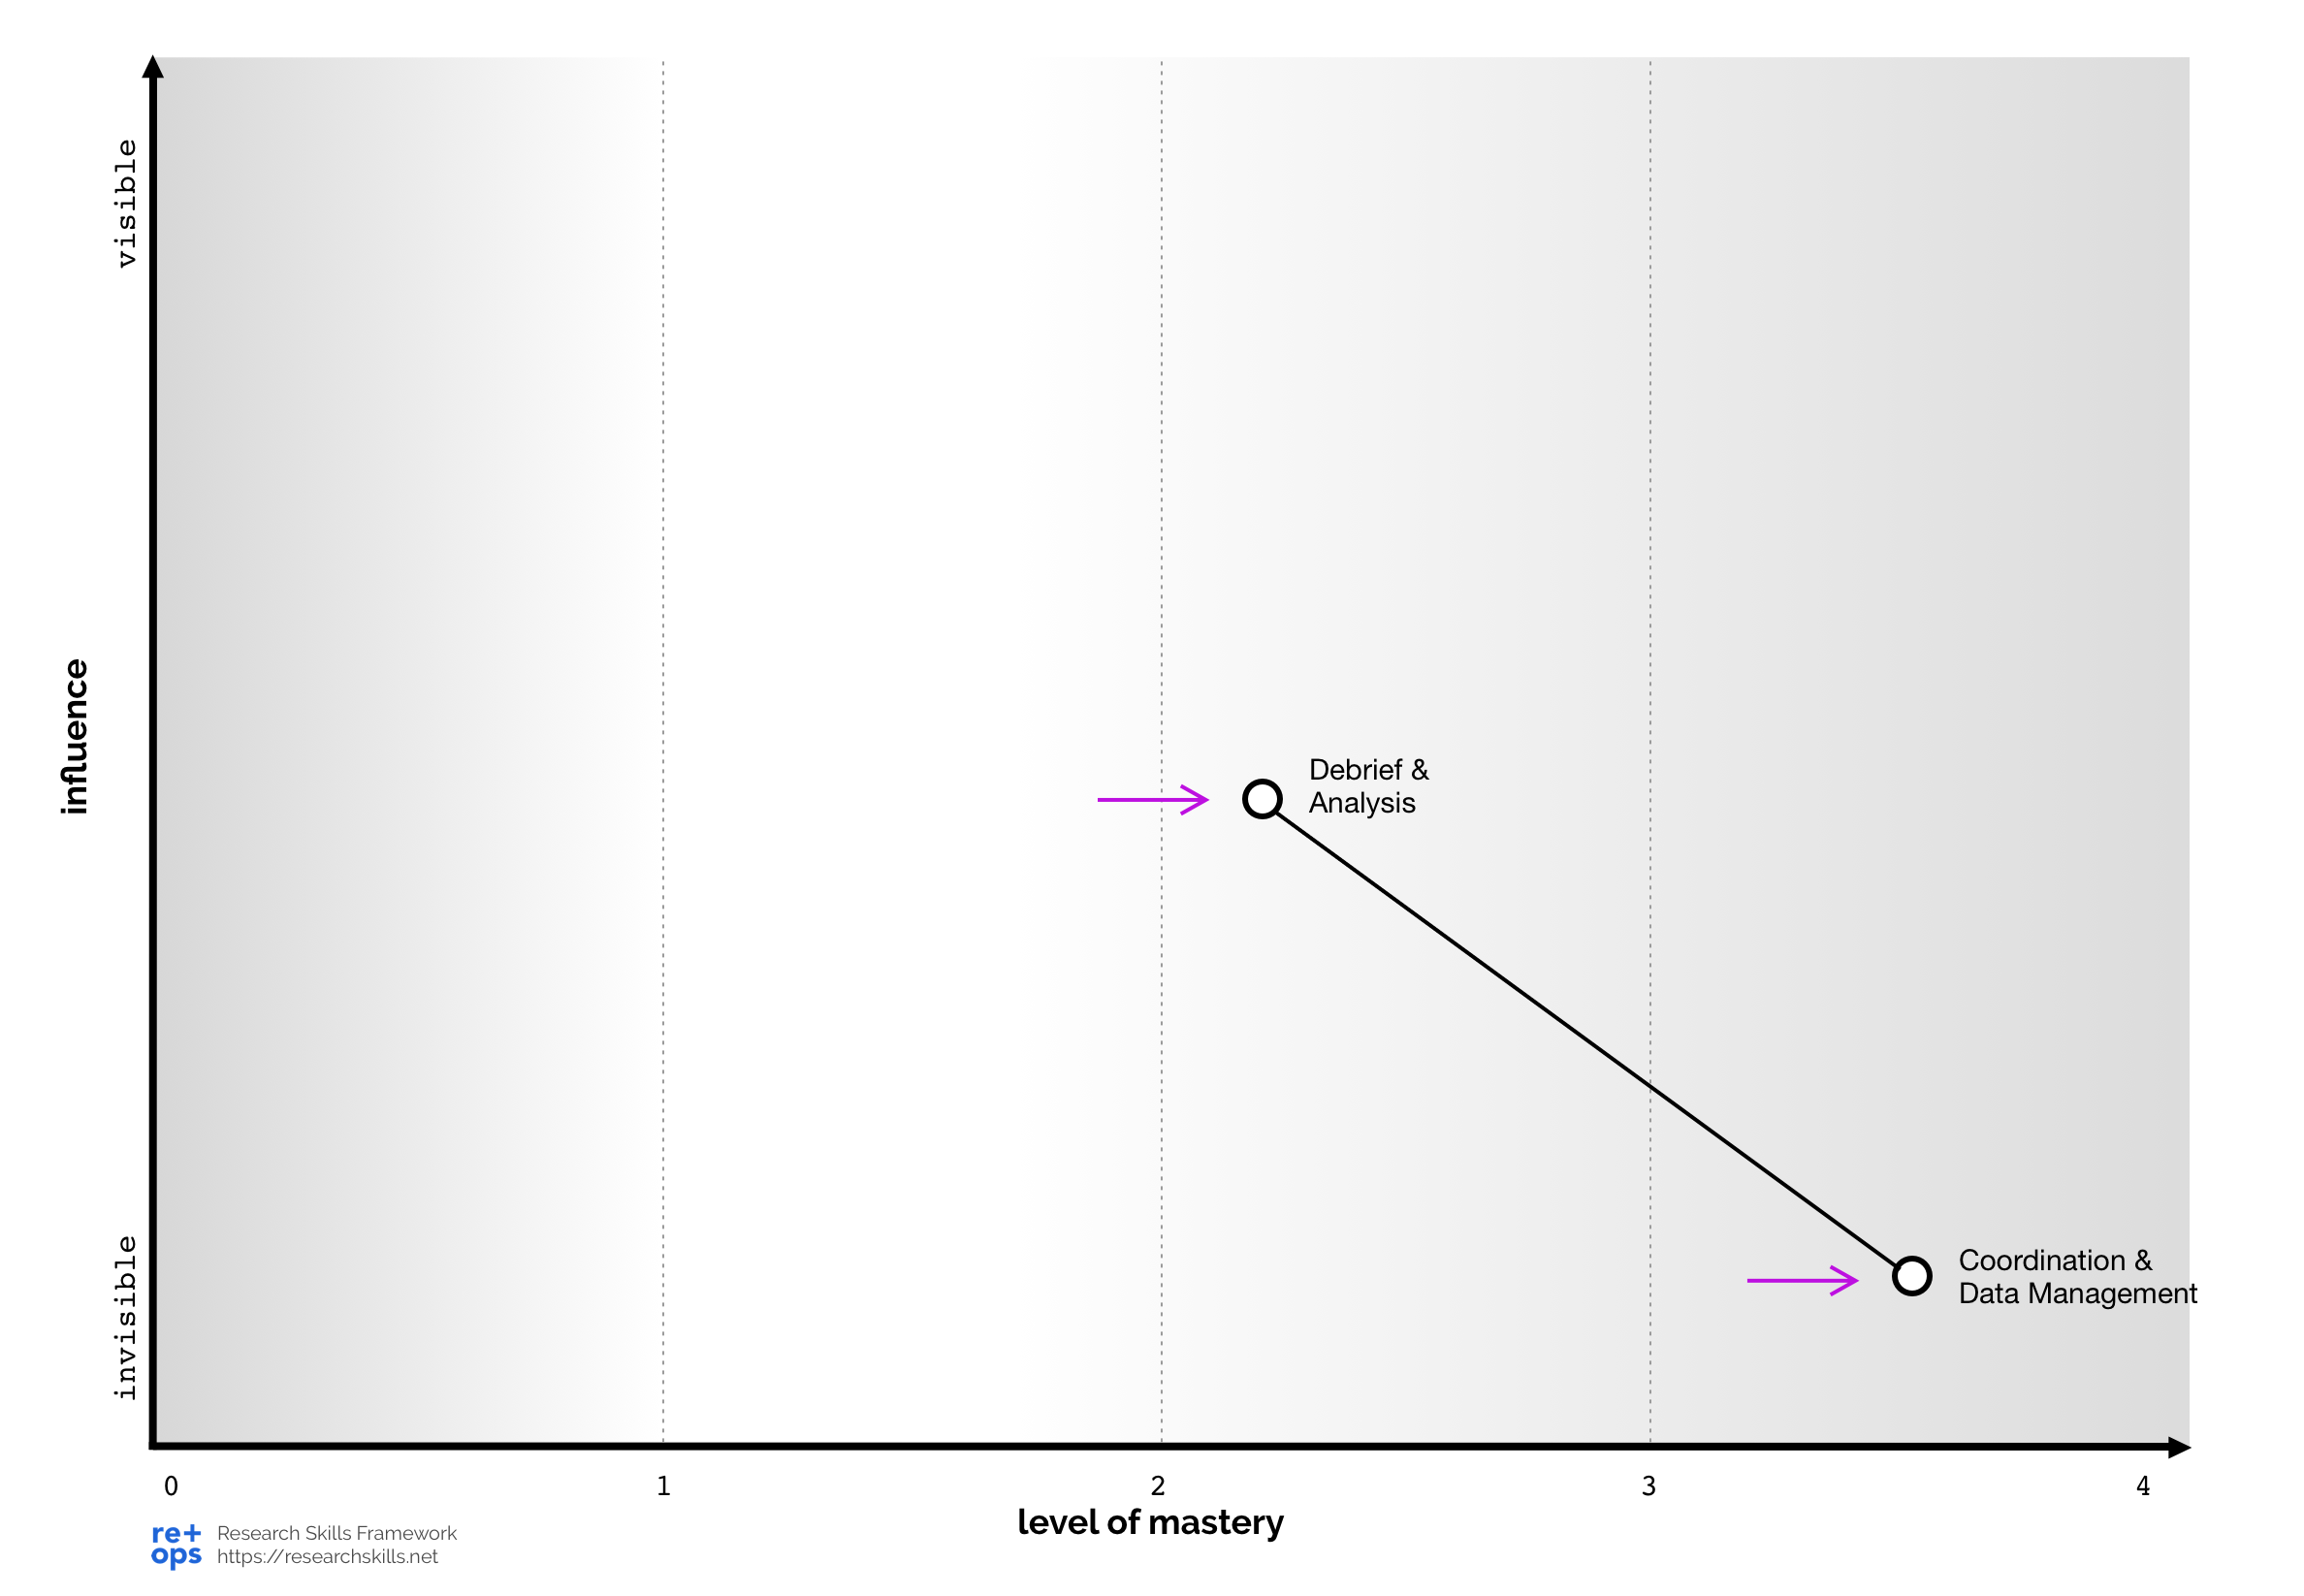 visible
influence
Debrief &
Analysis
Coordination &
Data Management
invisible
0
1
2
3
4
level of mastery
re+
ops
Research Skills Framework
https://researchskills.net